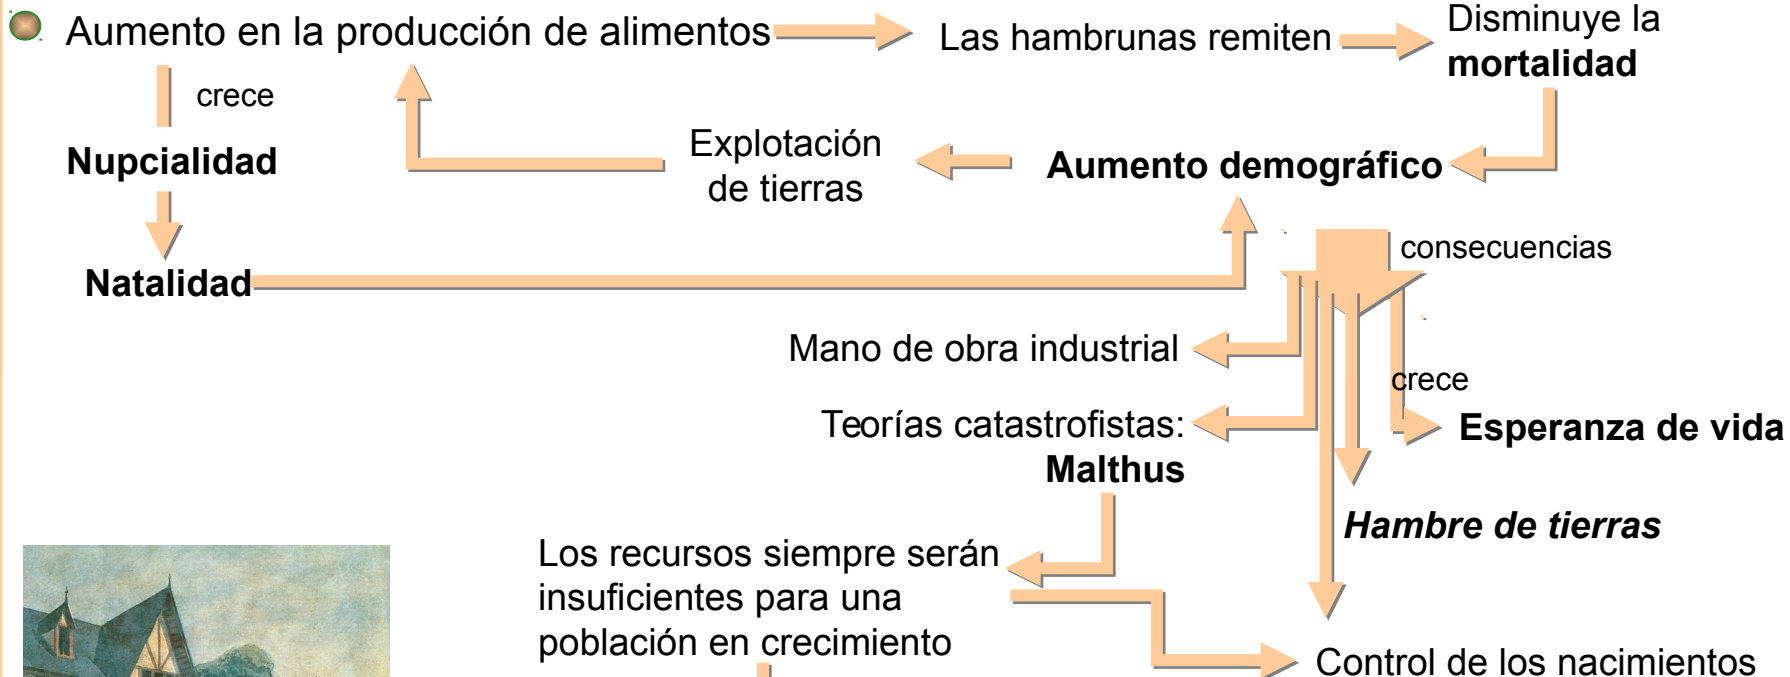 Aumento en la producción de alimentos
Las hambrunas remiten
Disminuye la
mortalidad
crece
Nupcialidad
Explotación
de tierras
Aumento demográfico
Natalidad
consecuencias
Mano de obra industrial
crece
Teorías catastrofistas:
Malthus
Esperanza de vida
Hambre de tierras
Los recursos siempre serán
insuficientes para una
población en crecimiento
Control de los nacimientos